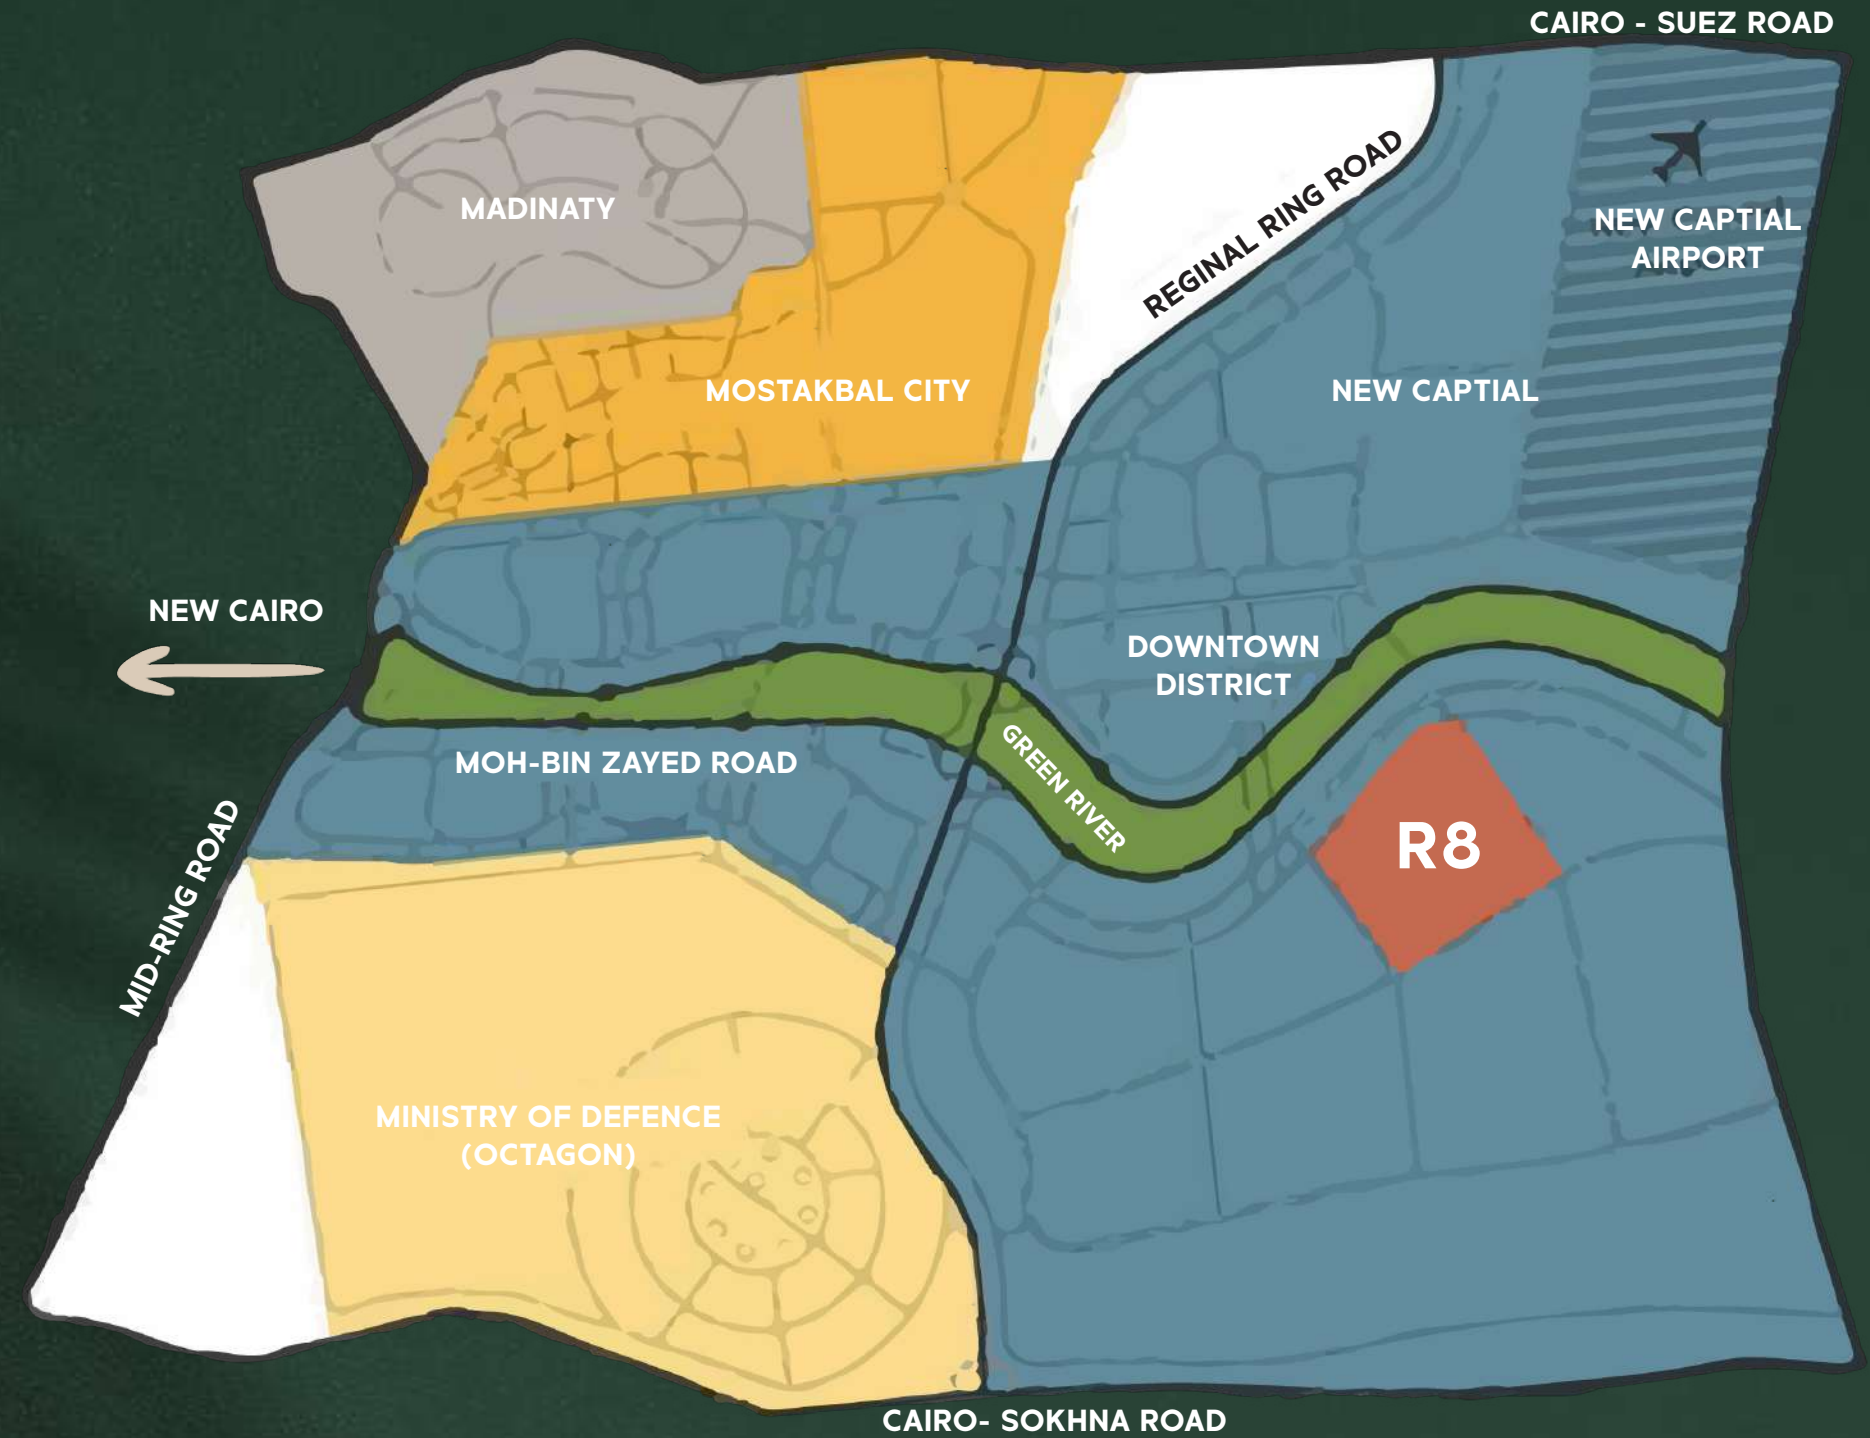 CAIRO - SUEZ ROAD
MADINATY
REGINAL RING ROAD
NEW CAPTIAL
AIRPORT
MOSTAKBAL CITY
NEW CAPTIAL
NEW CAIRO
DOWNTOWN
DISTRICT
MOH-BIN ZAYED ROAD
GREEN RIVER
R8
MID-RING ROAD
MINISTRY OF DEFENCE
(OCTAGON)
CAIRO- SOKHNA ROAD